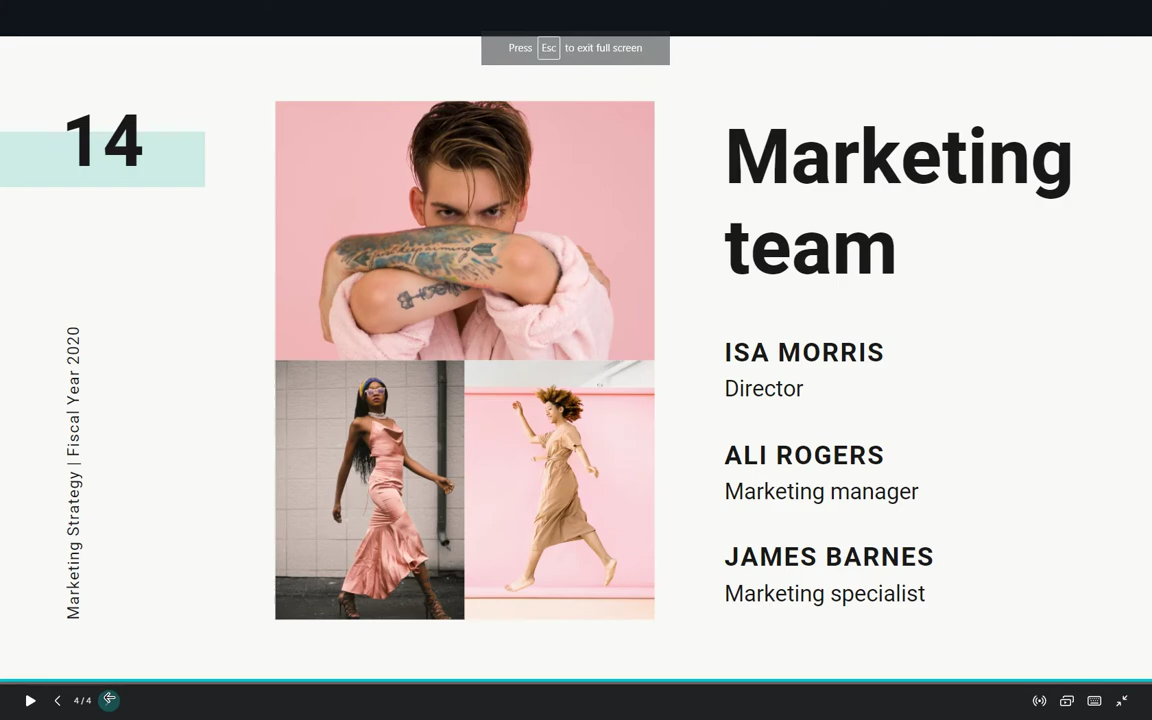 Press Esc to exit full screen
14
Marketing
team
ISA MORRIS
Director
ALI ROGERS
Marketing manager
JAMES BARNES
Marketing specialist
Marketing Strategy | Fiscal Year 2020
4 / 4